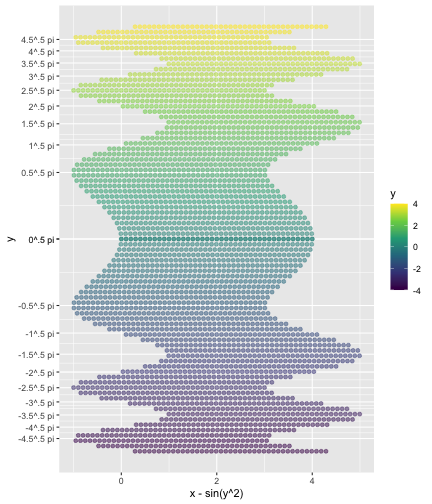 4.5^.5 pi
4^.5 pi
3.5^.5 pi
3^.5 pi
2.5^.5 pi
2^.5 pi
1.5^.5 pi
1^.5 pi
0.5^.5 pi
0^.5 pi
-0.5^.5 pi
-1^.5 pi
-1.5^.5 pi
-2^.5 pi
-2.5^.5 pi
-3^.5 pi
-3.5^.5 pi
-4^.5 pi
-4.5^.5 pi
y
0 2 4
x - sin(y^2)
y
4
2
0
-2
-4